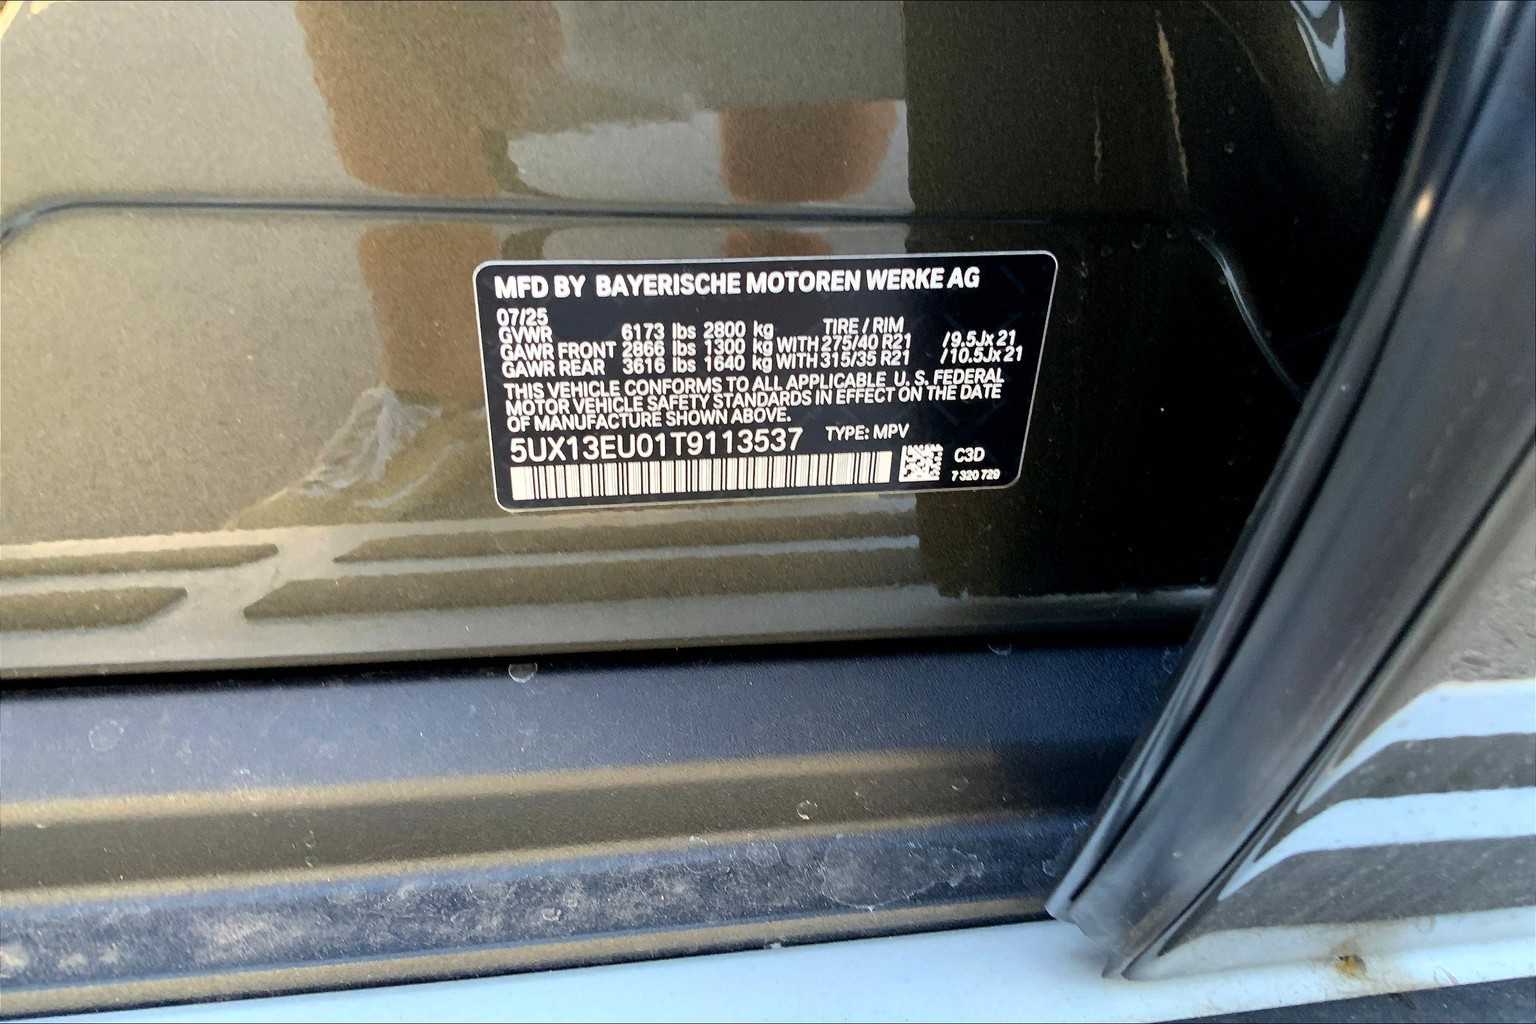 MFD BY BAYERISCHE MOTOREN WERKE AG
07/25
GVWR 6173 lbs 2800 kg TIRE / RIM
GAWR FRONT 2866 lbs 1300 kg WITH 275/40 R21 /9.5Jx21
GAWR REAR 3616 lbs 1640 kg WITH 315/35 R21 /10.5Jx21
THIS VEHICLE CONFORMS TO ALL APPLICABLE U. S. FEDERAL
MOTOR VEHICLE SAFETY STANDARDS IN EFFECT ON THE DATE
OF MANUFACTURE SHOWN ABOVE.
5UX13EU01T9113537 TYPE: MPV
C3D
7 320 729